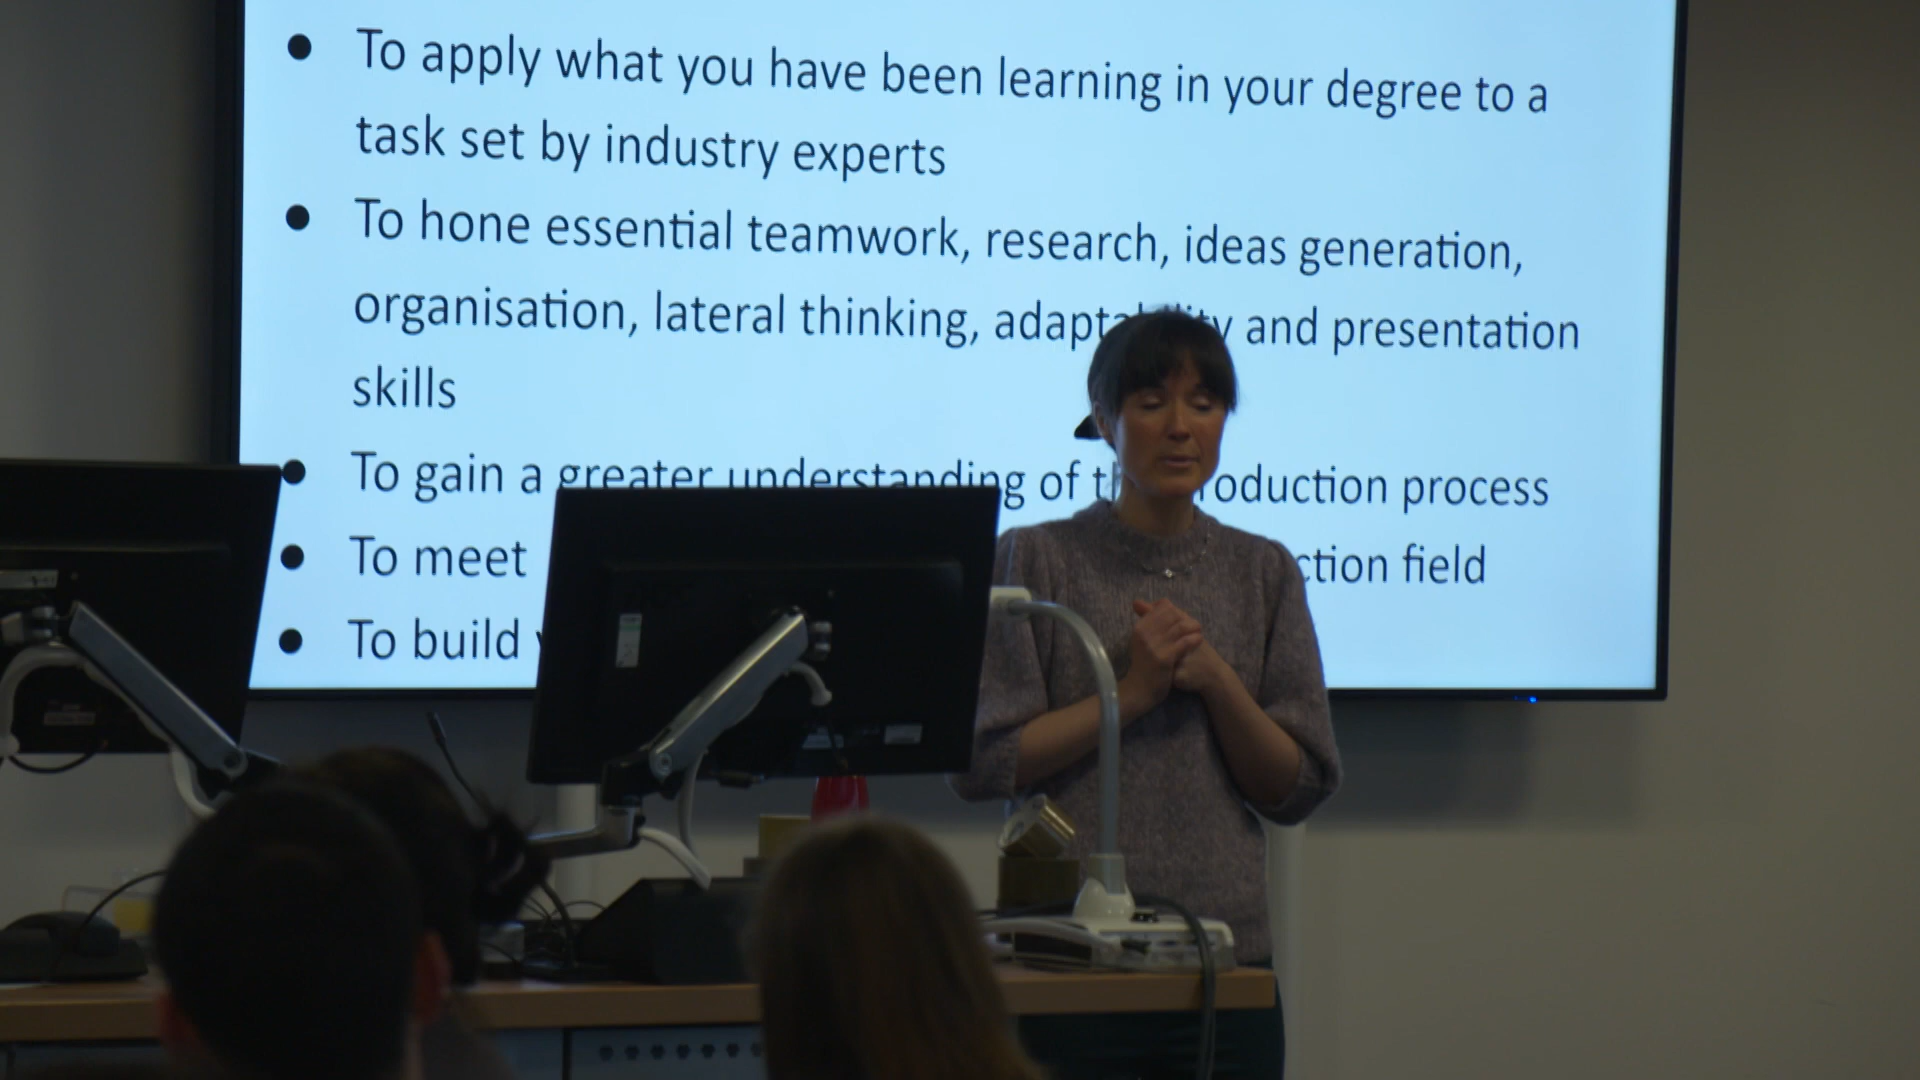 To apply what you have been learning in your degree to a
task set by industry experts
To hone essential teamwork, research, ideas generation,
organisation, lateral thinking, and presentation
skills
To gain a greater understanding of process
To meet field
To build